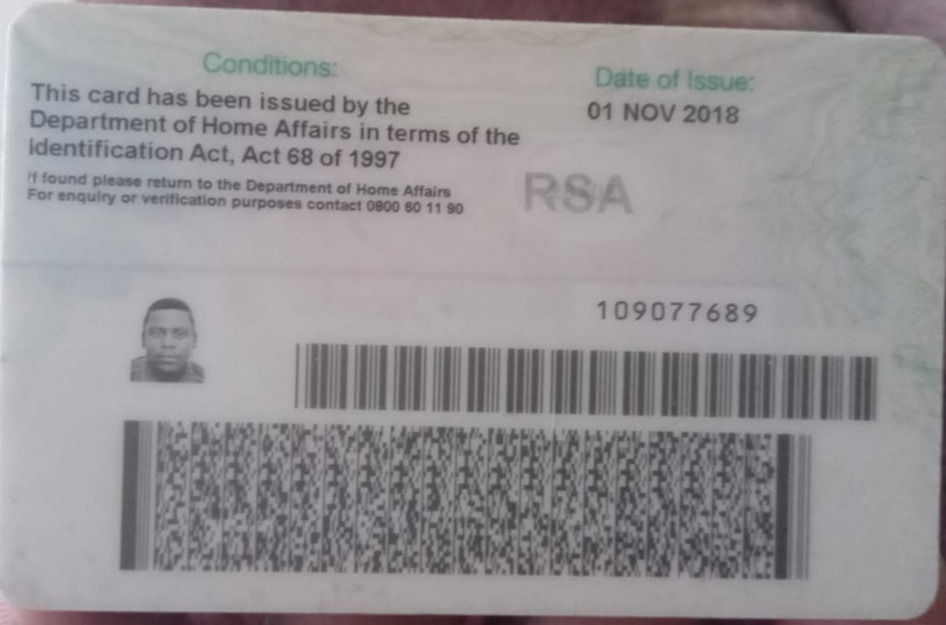 Conditions:
This card has been issued by the
Department of Home Affairs in terms of the
Identification Act, Act 68 of 1997
If found please return to the Department of Home Affairs
For enquiry or verification purposes contact 0800 60 11 90
Date of Issue:
01 NOV 2018
RSA
109077689